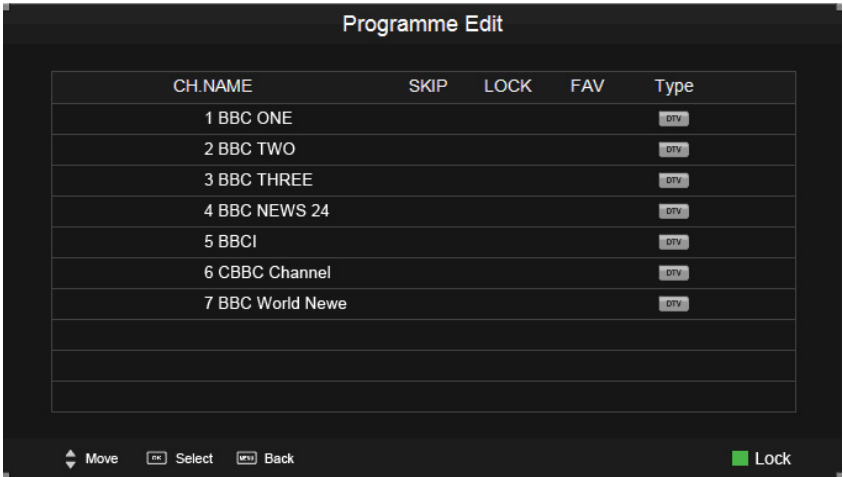 Programme Edit
CH.NAME SKIP LOCK FAV Type
1 BBC ONE DTV
2 BBC TWO DTV
3 BBC THREE DTV
4 BBC NEWS 24 DTV
5 BBCI DTV
6 CBBC Channel DTV
7 BBC World Newe DTV
Move OK Select MENU Back Lock